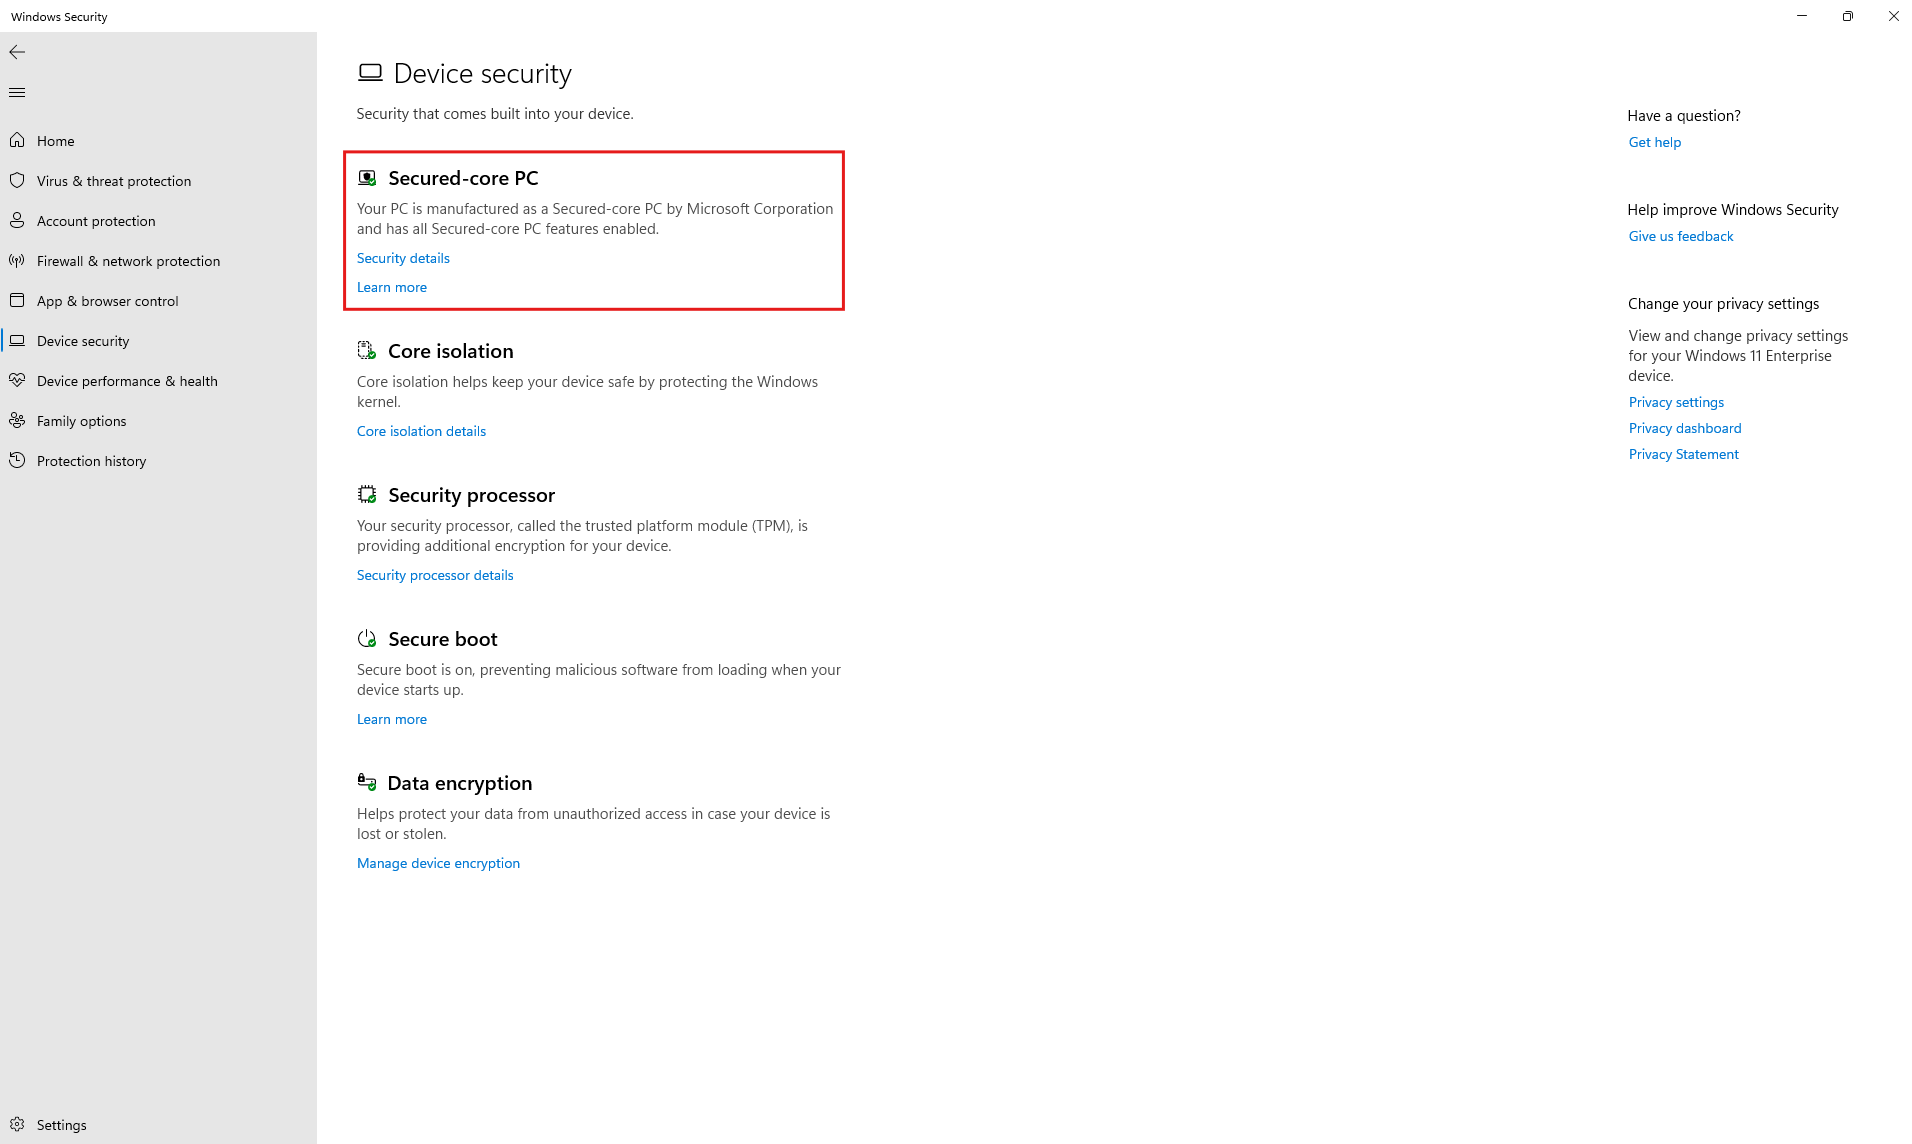 Windows Security
Home
Virus & threat protection
Account protection
Firewall & network protection
App & browser control
Device security
Device performance & health
Family options
Protection history
Settings
Device security
Security that comes built into your device.
Secured-core PC
Your PC is manufactured as a Secured-core PC by Microsoft Corporation
and has all Secured-core PC features enabled.
Security details
Learn more
Core isolation
Core isolation helps keep your device safe by protecting the Windows
kernel.
Core isolation details
Security processor
Your security processor, called the trusted platform module (TPM), is
providing additional encryption for your device.
Security processor details
Secure boot
Secure boot is on, preventing malicious software from loading when your
device starts up.
Learn more
Data encryption
Helps protect your data from unauthorized access in case your device is
lost or stolen.
Manage device encryption
Have a question?
Get help
Help improve Windows Security
Give us feedback
Change your privacy settings
View and change privacy settings
for your Windows 11 Enterprise
device.
Privacy settings
Privacy dashboard
Privacy Statement